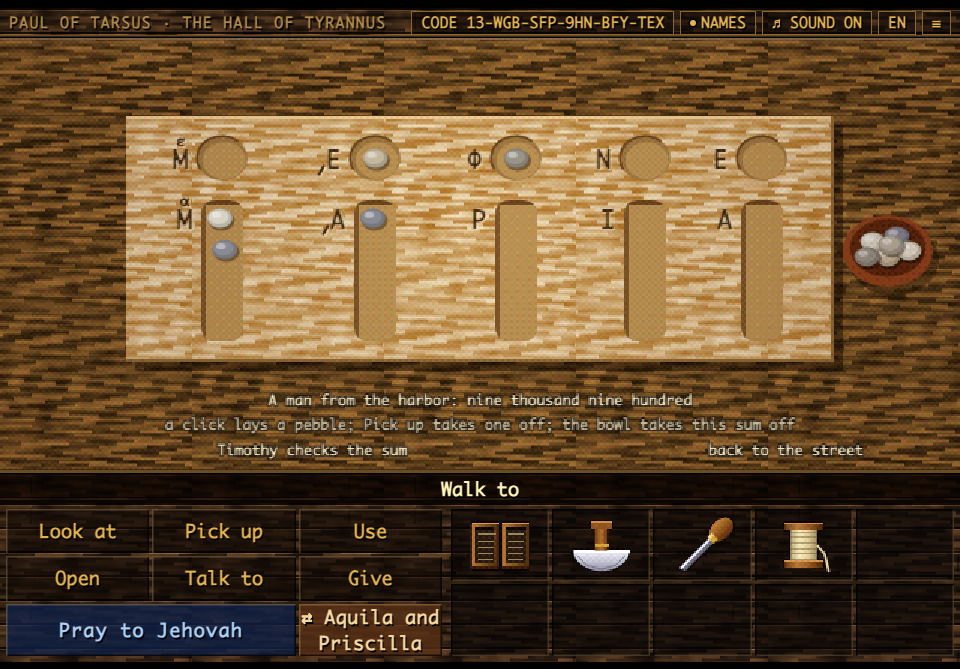 PAUL OF TARSUS · THE HALL OF TYRANNUS
CODE 13-WGB-SFP-9HN-BFY-TEX
NAMES
♬ SOUND ON
EN
≡
ε
Μ
͵Ε
Φ
Ν
Ε
α
Μ
͵Α
Ρ
Ι
Α
A man from the harbor: nine thousand nine hundred
a click lays a pebble; Pick up takes one off; the bowl takes this sum off
Timothy checks the sum
back to the street
Walk to
Look at
Pick up
Use
Open
Talk to
Give
Pray to Jehovah
⇄ Aquila and
Priscilla